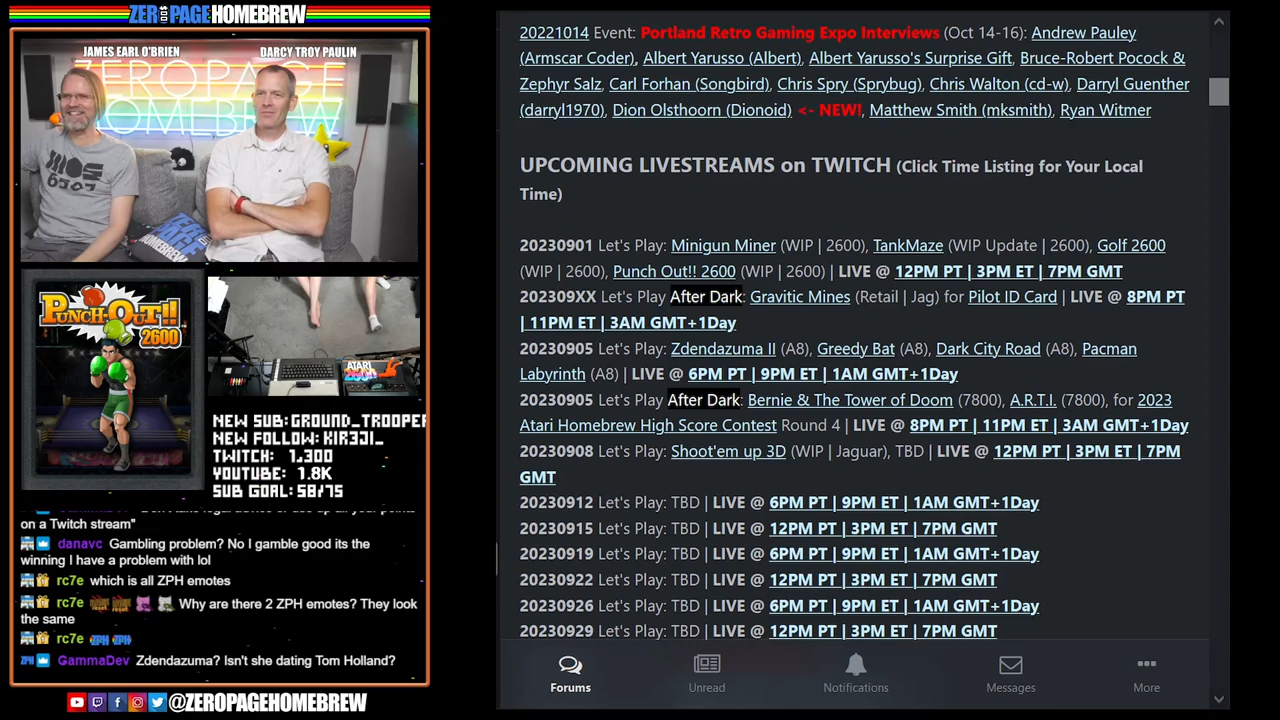 ZEROPAGEHOMEBREW
JAMES EARL O'BRIEN
DARCY TROY PAULIN
ZEROPAGE
HOMEBREW
MOS
6507
PUNCH-OUT!!
2600
ATARI
NEW SUB:GROUND_TROOPER
NEW FOLLOW:KIR3JI_
TWITCH: 1,300
YOUTUBE: 1.8K
SUB GOAL:58/75
on a Twitch stream"
danavc Gambling problem? No I gamble good its the
winning I have a problem with lol
rc7e which is all ZPH emotes
rc7e Why are there 2 ZPH emotes? They look
the same
rc7e ZPH ZPH
GammaDev Zdendazuma? Isn't she dating Tom Holland?
@ZEROPAGEHOMEBREW
20221014 Event: Portland Retro Gaming Expo Interviews (Oct 14-16): Andrew Pauley
(Armscar Coder), Albert Yarusso (Albert), Albert Yarusso's Surprise Gift, Bruce-Robert Pocock &
Zephyr Salz, Carl Forhan (Songbird), Chris Spry (Sprybug), Chris Walton (cd-w), Darryl Guenther
(darryl1970), Dion Olsthoorn (Dionoid) <- NEW!, Matthew Smith (mksmith), Ryan Witmer
UPCOMING LIVESTREAMS on TWITCH (Click Time Listing for Your Local
Time)
20230901 Let's Play: Minigun Miner (WIP | 2600), TankMaze (WIP Update | 2600), Golf 2600
(WIP | 2600), Punch Out!! 2600 (WIP | 2600) | LIVE @ 12PM PT | 3PM ET | 7PM GMT
202309XX Let's Play After Dark: Gravitic Mines (Retail | Jag) for Pilot ID Card | LIVE @ 8PM PT
| 11PM ET | 3AM GMT+1Day
20230905 Let's Play: Zdendazuma II (A8), Greedy Bat (A8), Dark City Road (A8), Pacman
Labyrinth (A8) | LIVE @ 6PM PT | 9PM ET | 1AM GMT+1Day
20230905 Let's Play After Dark: Bernie & The Tower of Doom (7800), A.R.T.I. (7800), for 2023
Atari Homebrew High Score Contest Round 4 | LIVE @ 8PM PT | 11PM ET | 3AM GMT+1Day
20230908 Let's Play: Shoot'em up 3D (WIP | Jaguar), TBD | LIVE @ 12PM PT | 3PM ET | 7PM
GMT
20230912 Let's Play: TBD | LIVE @ 6PM PT | 9PM ET | 1AM GMT+1Day
20230915 Let's Play: TBD | LIVE @ 12PM PT | 3PM ET | 7PM GMT
20230919 Let's Play: TBD | LIVE @ 6PM PT | 9PM ET | 1AM GMT+1Day
20230922 Let's Play: TBD | LIVE @ 12PM PT | 3PM ET | 7PM GMT
20230926 Let's Play: TBD | LIVE @ 6PM PT | 9PM ET | 1AM GMT+1Day
20230929 Let's Play: TBD | LIVE @ 12PM PT | 3PM ET | 7PM GMT
Forums
Unread
Notifications
Messages
More